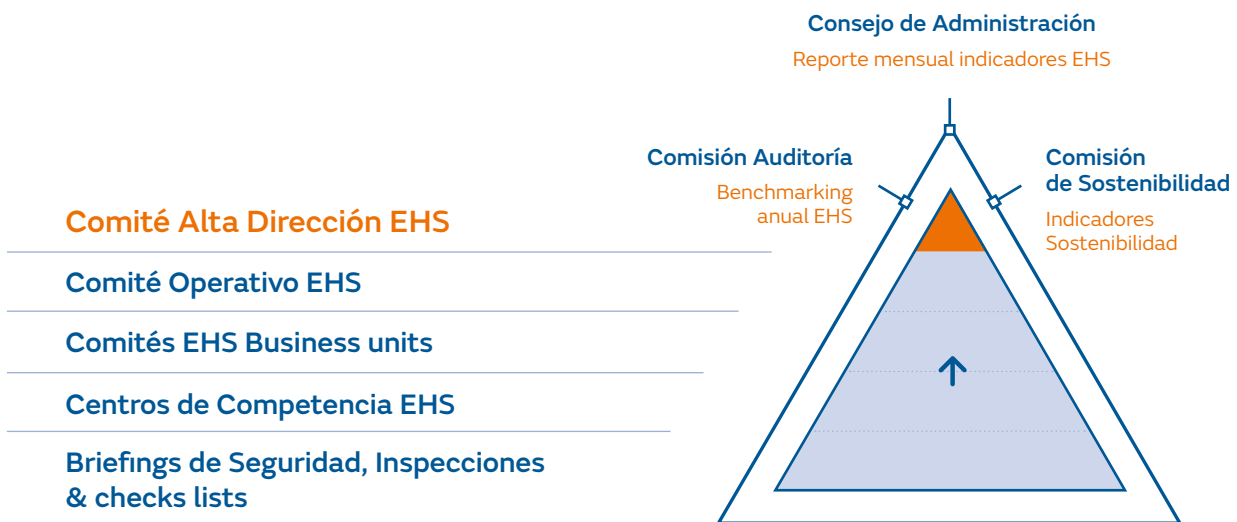 Consejo de Administración
Reporte mensual indicadores EHS
Comisión Auditoría
Benchmarking
anual EHS
Comisión
de Sostenibilidad
Indicadores
Sostenibilidad
Comité Alta Dirección EHS
Comité Operativo EHS
Comités EHS Business units
Centros de Competencia EHS
Briefings de Seguridad, Inspecciones
& checks lists